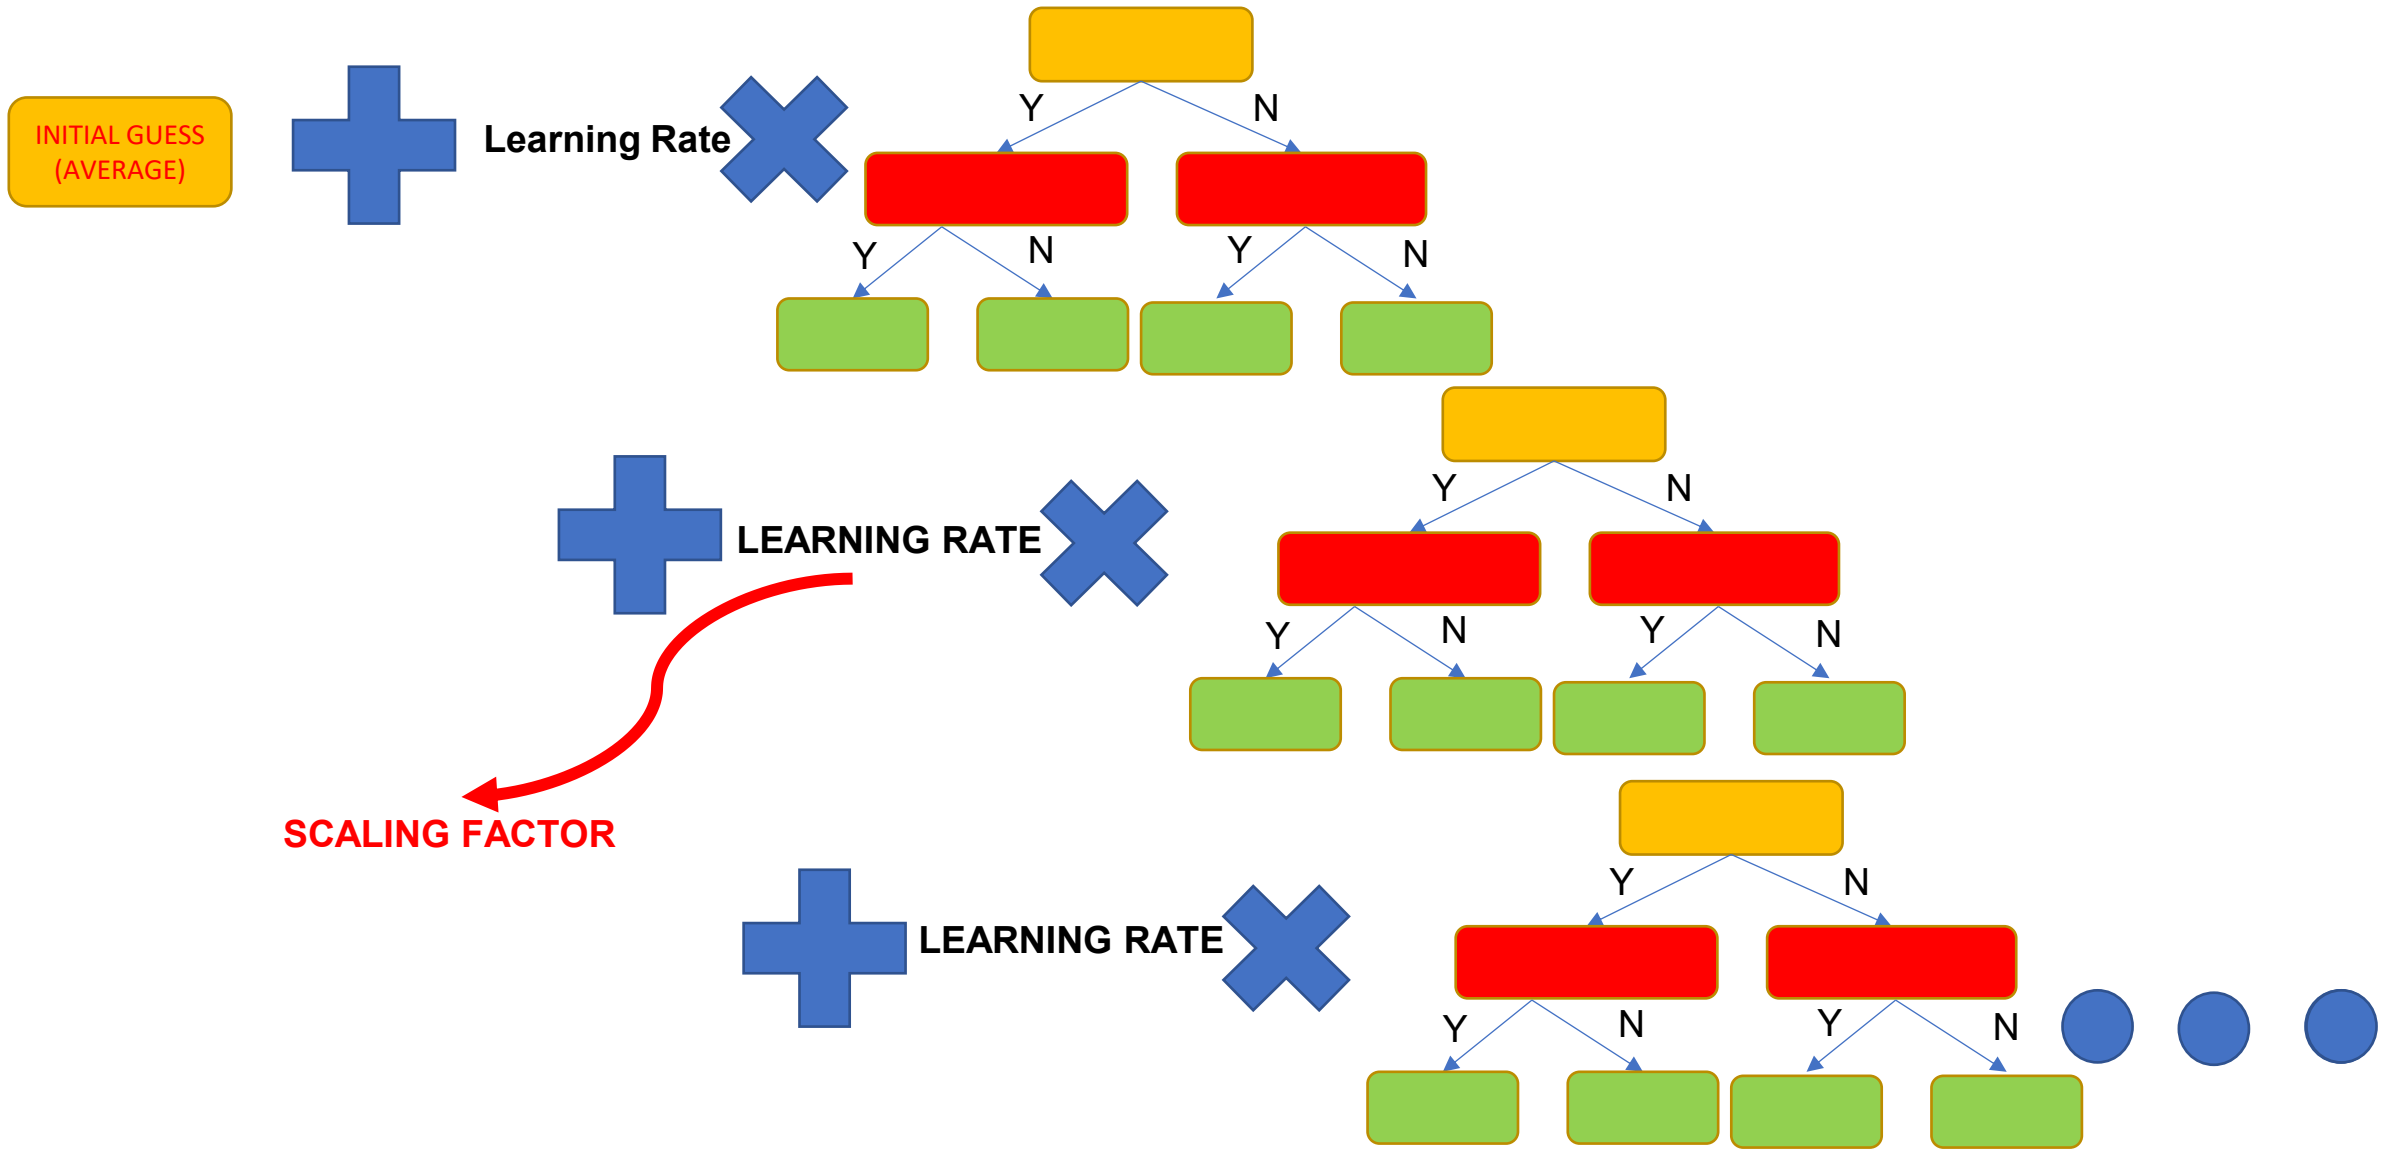 INITIAL GUESS
(AVERAGE)
Learning Rate
Y
N
Y
N
Y
N
LEARNING RATE
Y
N
Y
N
Y
N
SCALING FACTOR
LEARNING RATE
Y
N
Y
N
Y
N